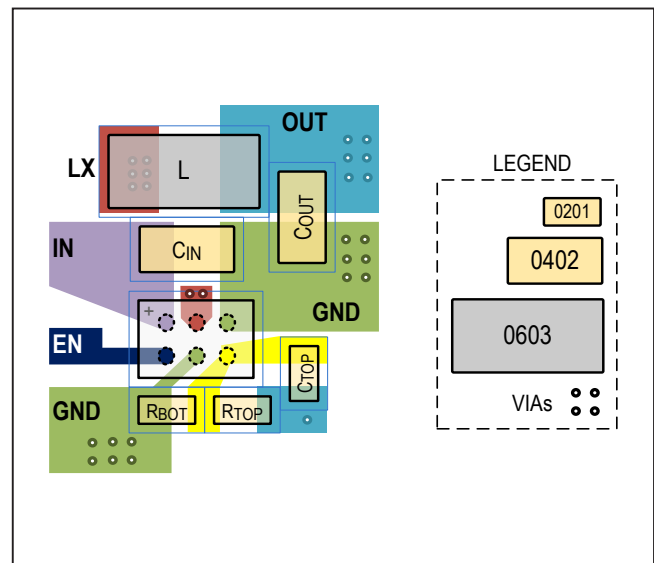 OUT
LX
L
COUT
IN
CIN
GND
+
EN
CTOP
GND
RBOT
RTOP
LEGEND
0201
0402
0603
VIAs